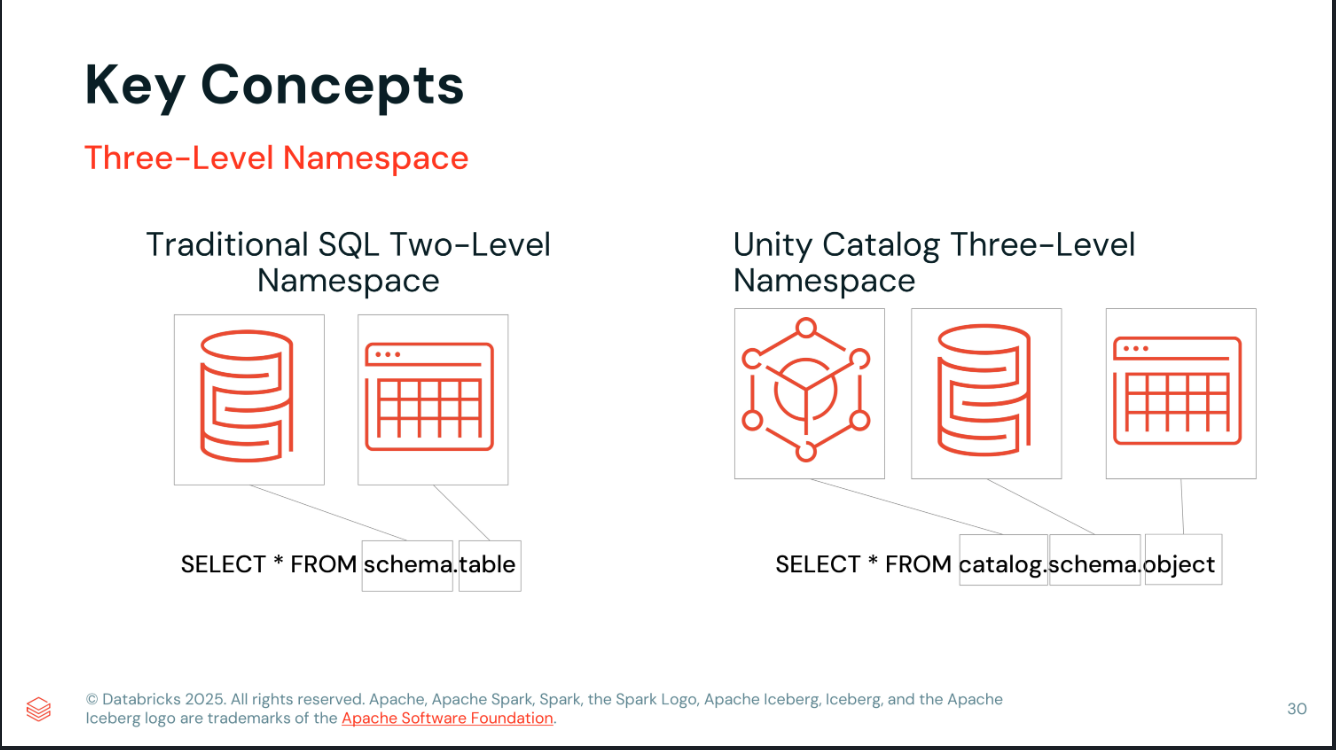 Key Concepts
Three-Level Namespace
Traditional SQL Two-Level
Namespace
SELECT * FROM schema.table
Unity Catalog Three-Level
Namespace
SELECT * FROM catalog.schema.object
© Databricks 2025. All rights reserved. Apache, Apache Spark, Spark, the Spark Logo, Apache Iceberg, Iceberg, and the Apache
Iceberg logo are trademarks of the Apache Software Foundation.
30